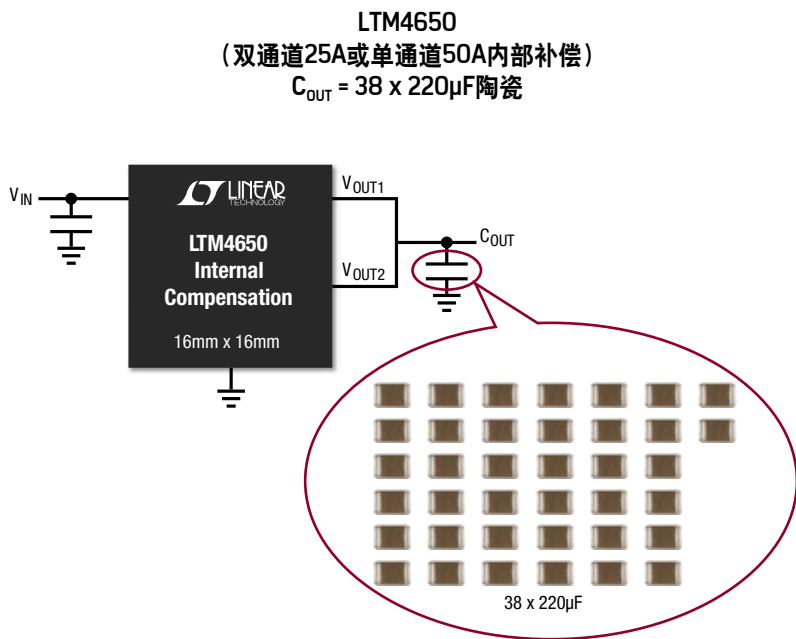 LTM4650
（双通道25A或单通道50A内部补偿）
COUT = 38 x 220µF陶瓷
VIN
LINEAR
TECHNOLOGY
LTM4650
Internal
Compensation
16mm x 16mm
VOUT1
VOUT2
COUT
38 x 220µF